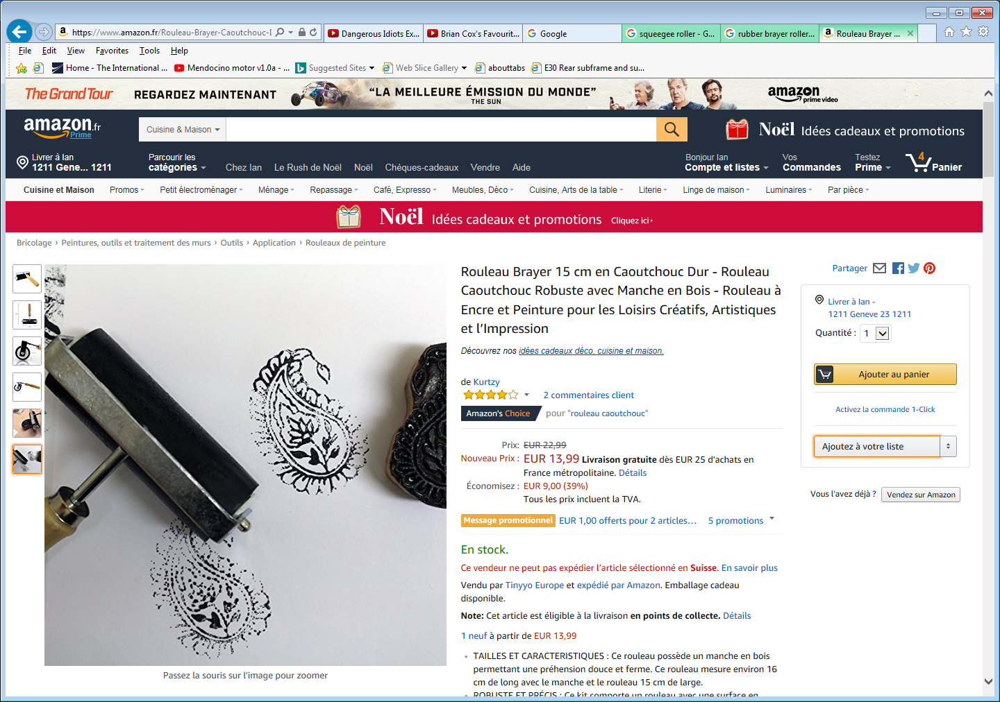 https://www.amazon.fr/Rouleau-Brayer-Caoutchouc-D
Dangerous Idiots Ex...
Brian Cox's Favourit...
Google
squeegee roller - G...
rubber brayer roller...
Rouleau Brayer ...
File Edit View Favorites Tools Help
Home - The International ...
Mendocino motor v1.0a - ...
Suggested Sites
Web Slice Gallery
abouttabs
E30 Rear subframe and su...
THE GRAND TOUR REGARDEZ MAINTENANT
“LA MEILLEURE ÉMISSION DU MONDE”
THE SUN
amazon
prime video
amazon.fr
Prime
Cuisine & Maison
Noël Idées cadeaux et promotions
Livrer à Ian
1211 Gene... 1211
Parcourir les
catégories
Chez Ian Le Rush de Noël Noël Chèques-cadeaux Vendre Aide
Bonjour Ian
Compte et listes
Vos
Commandes
Testez
Prime
4
Panier
Cuisine et Maison Promos Petit électroménager Ménage Repassage Café, Expresso Meubles, Déco Cuisine, Arts de la table Literie Linge de maison Luminaires Par pièce
Noël Idées cadeaux et promotions Cliquez ici
Bricolage › Peintures, outils et traitement des murs › Outils › Application › Rouleaux de peinture
Rouleau Brayer 15 cm en Caoutchouc Dur - Rouleau
Caoutchouc Robuste avec Manche en Bois - Rouleau à
Encre et Peinture pour les Loisirs Créatifs, Artistiques
et l’Impression
Découvrez nos idées cadeaux déco, cuisine et maison.
de Kurtzy
2 commentaires client
Amazon's Choice pour "rouleau caoutchouc"
Prix: EUR 22,99
Nouveau Prix : EUR 13,99 Livraison gratuite dès EUR 25 d'achats en
France métropolitaine. Détails
Économisez : EUR 9,00 (39%)
Tous les prix incluent la TVA.
Message promotionnel EUR 1,00 offerts pour 2 articles... 5 promotions
En stock.
Ce vendeur ne peut pas expédier l’article sélectionné en Suisse. En savoir plus
Vendu par Tinyyo Europe et expédié par Amazon. Emballage cadeau
disponible.
Note: Cet article est éligible à la livraison en points de collecte. Détails
1 neuf à partir de EUR 13,99
TAILLES ET CARACTERISTIQUES : Ce rouleau possède un manche en bois
permettant une préhension douce et ferme. Ce rouleau mesure environ 16
cm de long avec le manche et le rouleau 15 cm de large.
ROBUSTE ET PRÉCIS : Ce kit comporte un rouleau avec une surface en
Passez la souris sur l'image pour zoomer
Partager
Livrer à Ian -
1211 Geneve 23 1211
Quantité : 1
Ajouter au panier
Activez la commande 1-Click
Ajoutez à votre liste
Vous l'avez déjà ? Vendez sur Amazon